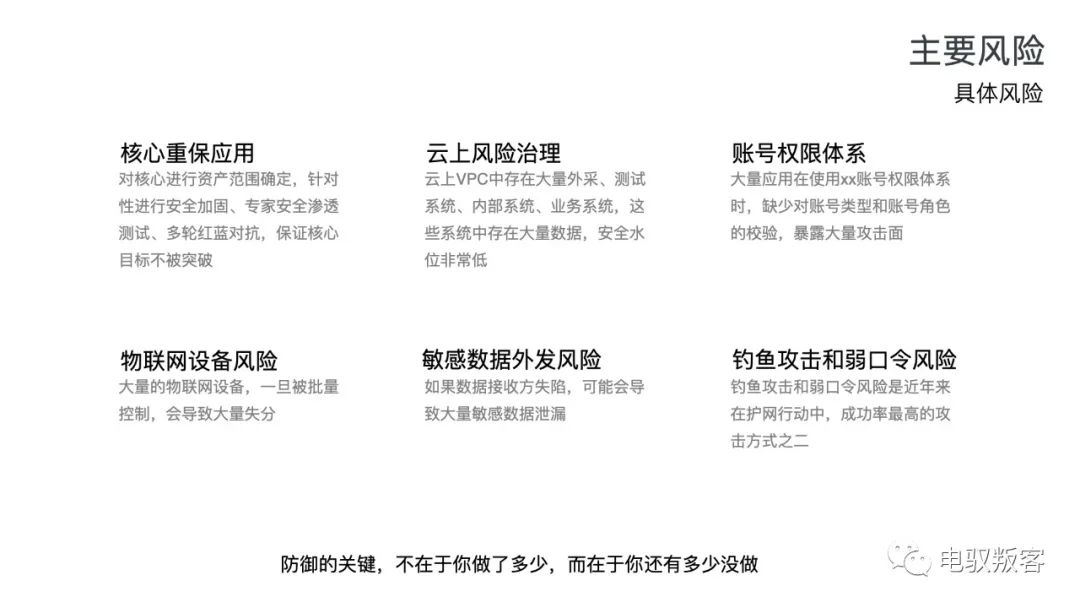 主要风险
具体风险
核心重保应用
对核心进行资产范围确定，针对
性进行安全加固、专家安全渗透
测试、多轮红蓝对抗，保证核心
目标不被突破
云上风险治理
云上VPC中存在大量外采、测试
系统、内部系统、业务系统，这
些系统中存在大量数据，安全水
位非常低
账号权限体系
大量应用在使用xx账号权限体系
时，缺少对账号类型和账号角色
的校验，暴露大量攻击面
物联网设备风险
大量的物联网设备，一旦被批量
控制，会导致大量失分
敏感数据外发风险
如果数据接收方失陷，可能会导
致大量敏感数据泄漏
钓鱼攻击和弱口令风险
钓鱼攻击和弱口令风险是近年来
在护网行动中，成功率最高的攻
击方式之二
防御的关键，不在于你做了多少，而在于你还有多少没做
电驭叛客